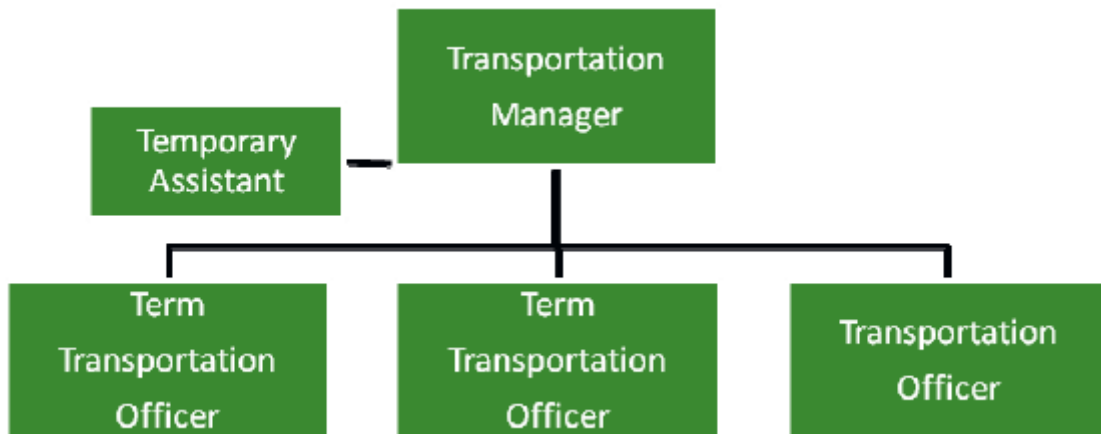 Transportation
Manager
Temporary
Assistant
Term
Transportation
Officer
Term
Transportation
Officer
Transportation
Officer